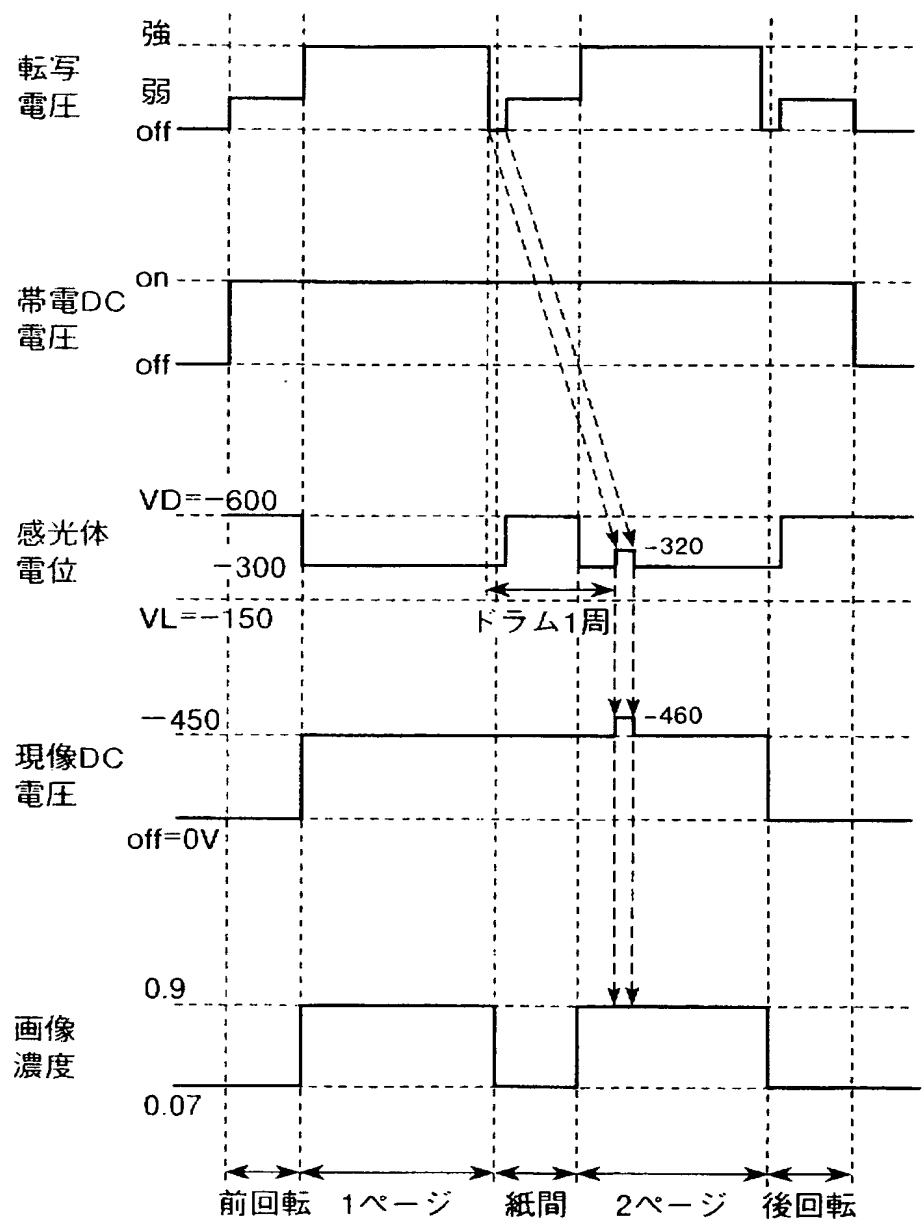 強
転写
電圧
弱
off
on
帯電DC
電圧
off
VD=−600
感光体
電位
-320
−300
ドラム1周
VL=−150
−450
-460
現像DC
電圧
off=0V
0.9
画像
濃度
0.07
前回転 1ページ 紙間 2ページ 後回転